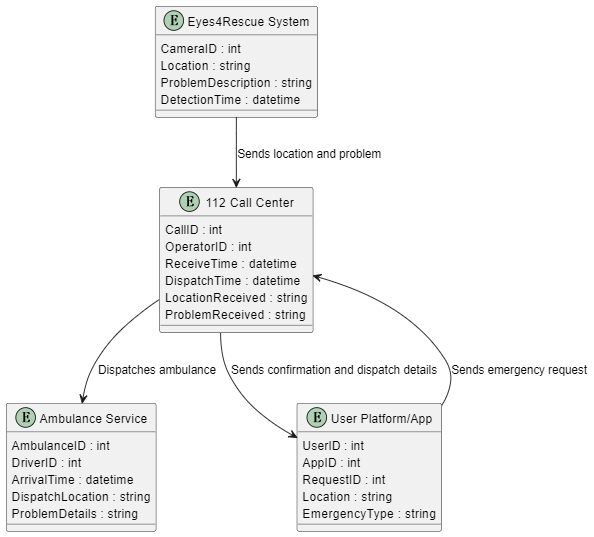 E Eyes4Rescue System
CameraID : int
Location : string
ProblemDescription : string
DetectionTime : datetime
Sends location and problem
E 112 Call Center
CallID : int
OperatorID : int
ReceiveTime : datetime
DispatchTime : datetime
LocationReceived : string
ProblemReceived : string
Dispatches ambulance
Sends confirmation and dispatch details
Sends emergency request
E Ambulance Service
AmbulanceID : int
DriverID : int
ArrivalTime : datetime
DispatchLocation : string
ProblemDetails : string
E User Platform/App
UserID : int
AppID : int
RequestID : int
Location : string
EmergencyType : string